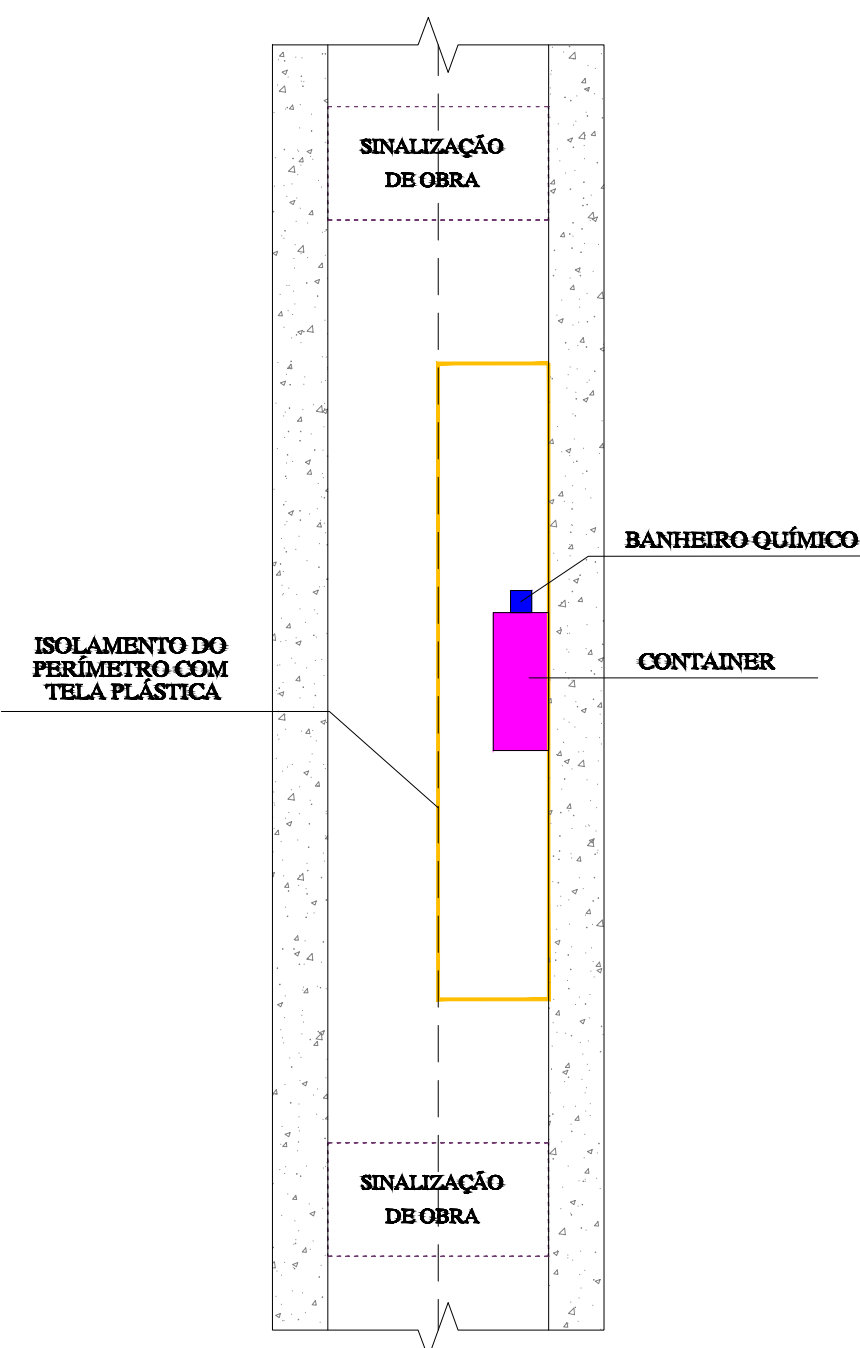 SINALIZAÇÃO
DE OBRA
BANHEIRO QUÍMICO
ISOLAMENTO DO
PERÍMETRO COM
TELA PLÁSTICA
CONTAINER
SINALIZAÇÃO
DE OBRA